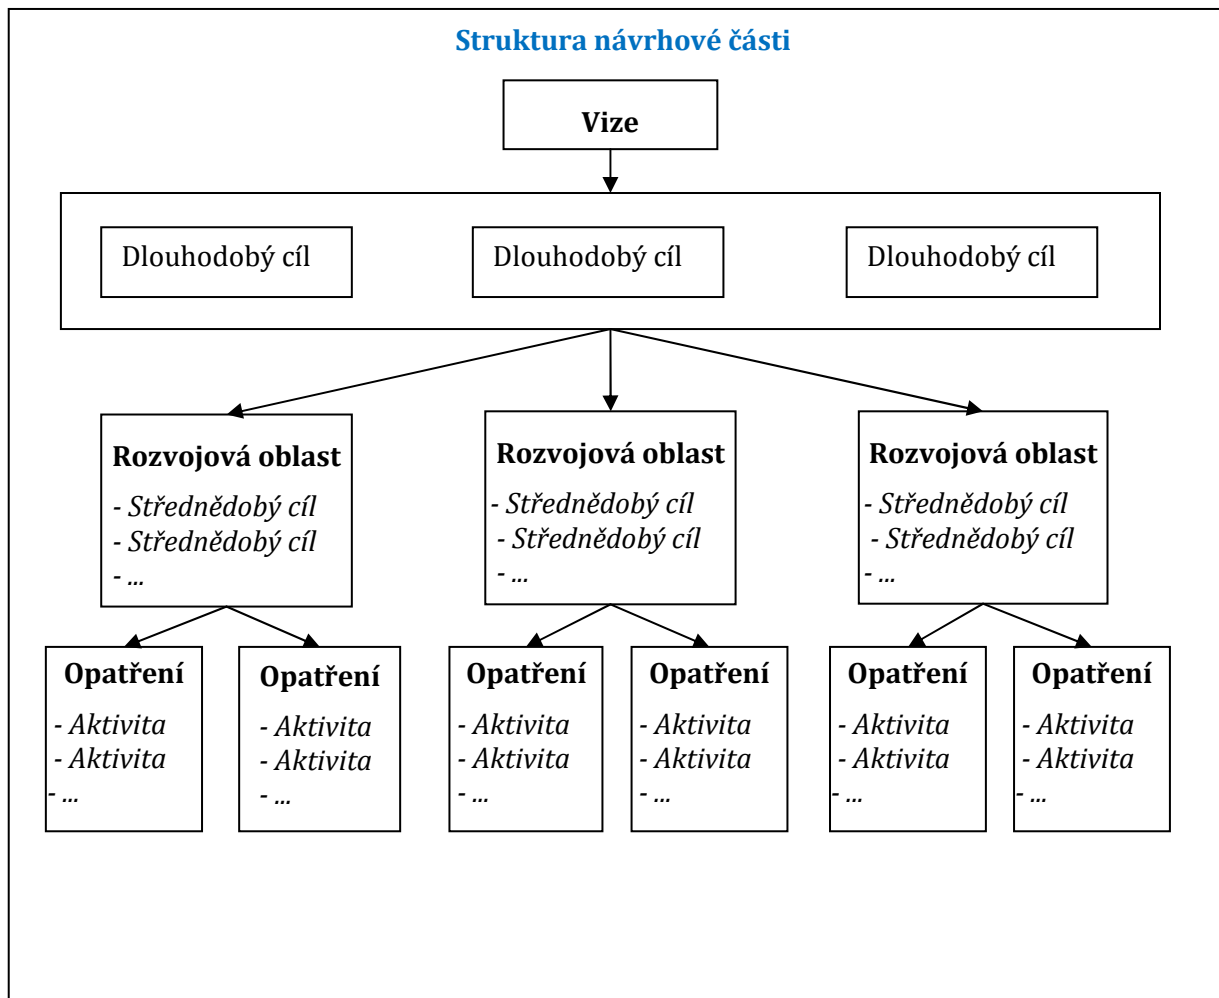 Struktura návrhové části
Vize
Dlouhodobý cíl
Dlouhodobý cíl
Dlouhodobý cíl
Rozvojová oblast
- Střednědobý cíl
- Střednědobý cíl
- ...
Rozvojová oblast
- Střednědobý cíl
- Střednědobý cíl
- ...
Rozvojová oblast
- Střednědobý cíl
- Střednědobý cíl
- ...
Opatření
- Aktivita
- Aktivita
- ...
Opatření
- Aktivita
- Aktivita
- ...
Opatření
- Aktivita
- Aktivita
- ...
Opatření
- Aktivita
- Aktivita
- ...
Opatření
- Aktivita
- Aktivita
- ...
Opatření
- Aktivita
- Aktivita
- ...